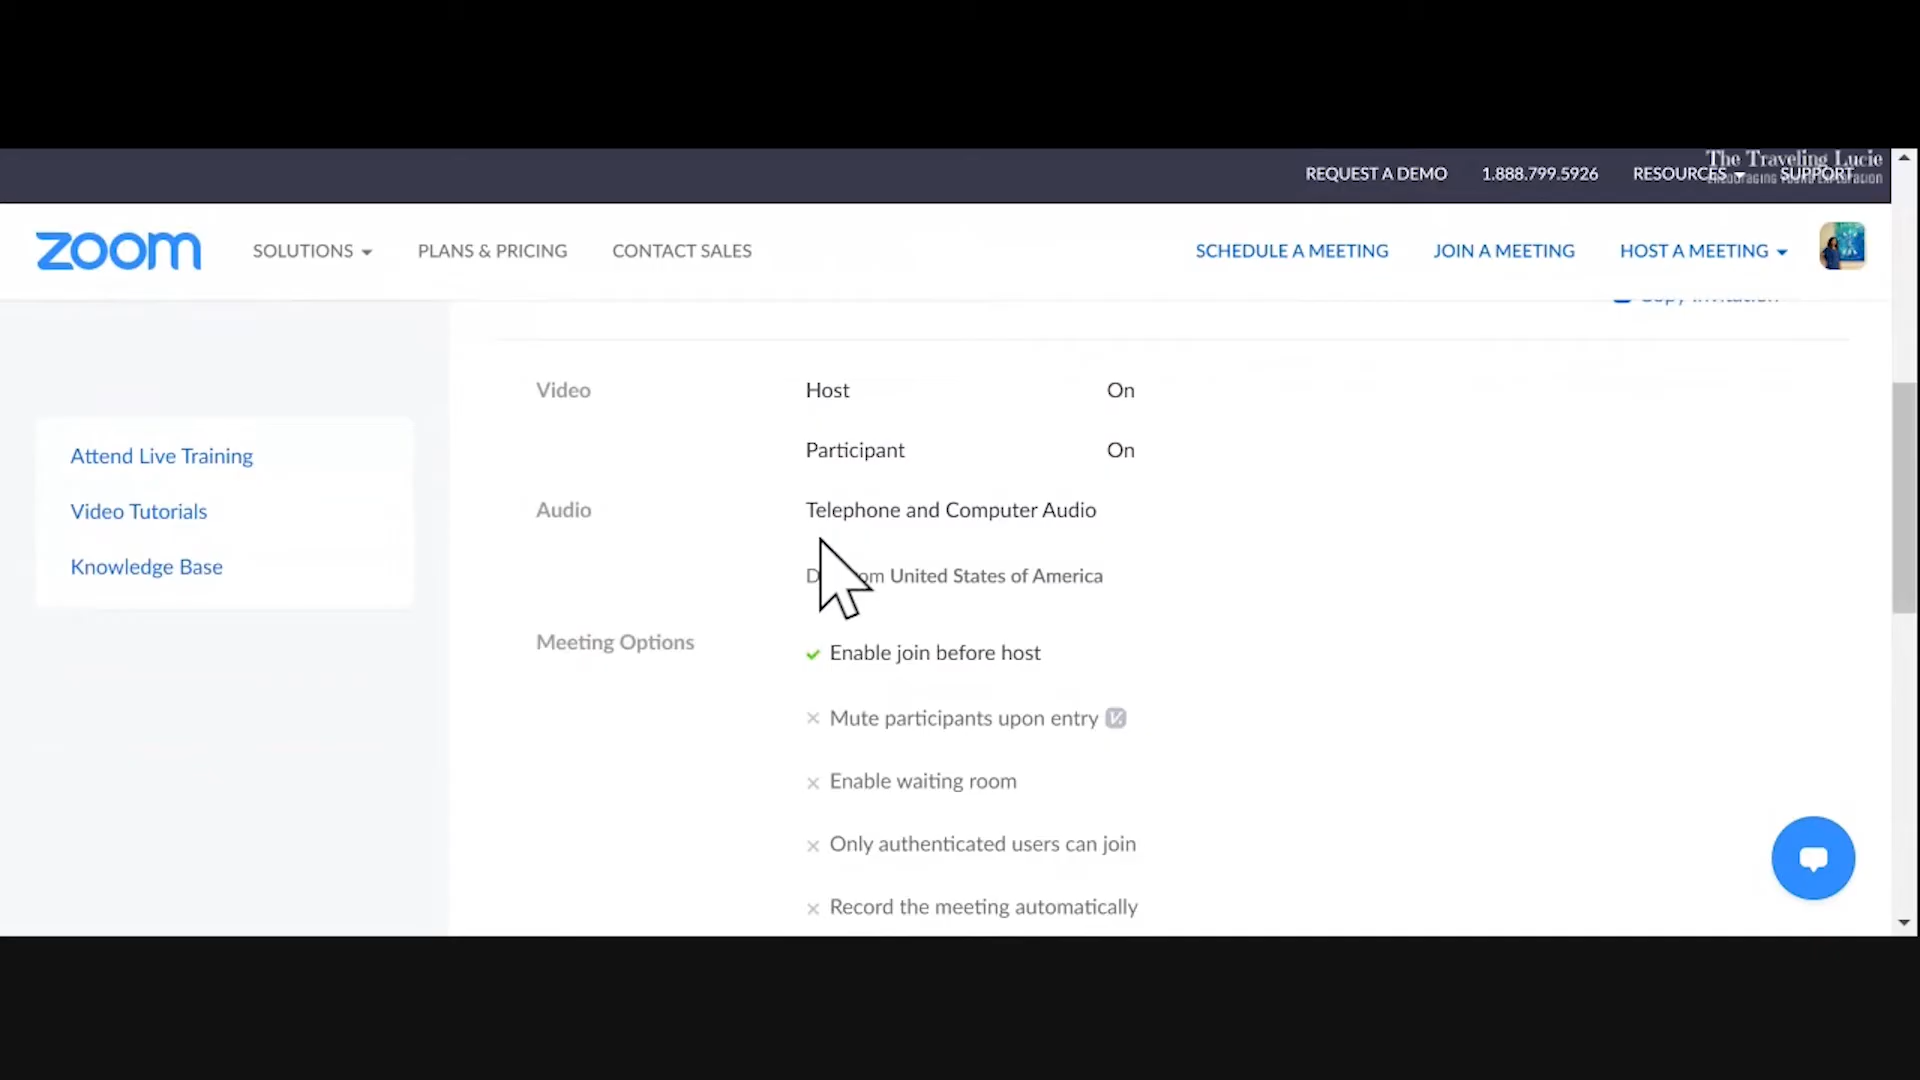 The Traveling Lucie
REQUEST A DEMO 1.888.799.5926 RESOURCES SUPPORT
zoom SOLUTIONS PLANS & PRICING CONTACT SALES SCHEDULE A MEETING JOIN A MEETING HOST A MEETING
Copy Invitation
Attend Live Training
Video Tutorials
Knowledge Base
Video Host On
Participant On
Audio Telephone and Computer Audio
United States of America
Meeting Options Enable join before host
Mute participants upon entry
Enable waiting room
Only authenticated users can join
Record the meeting automatically